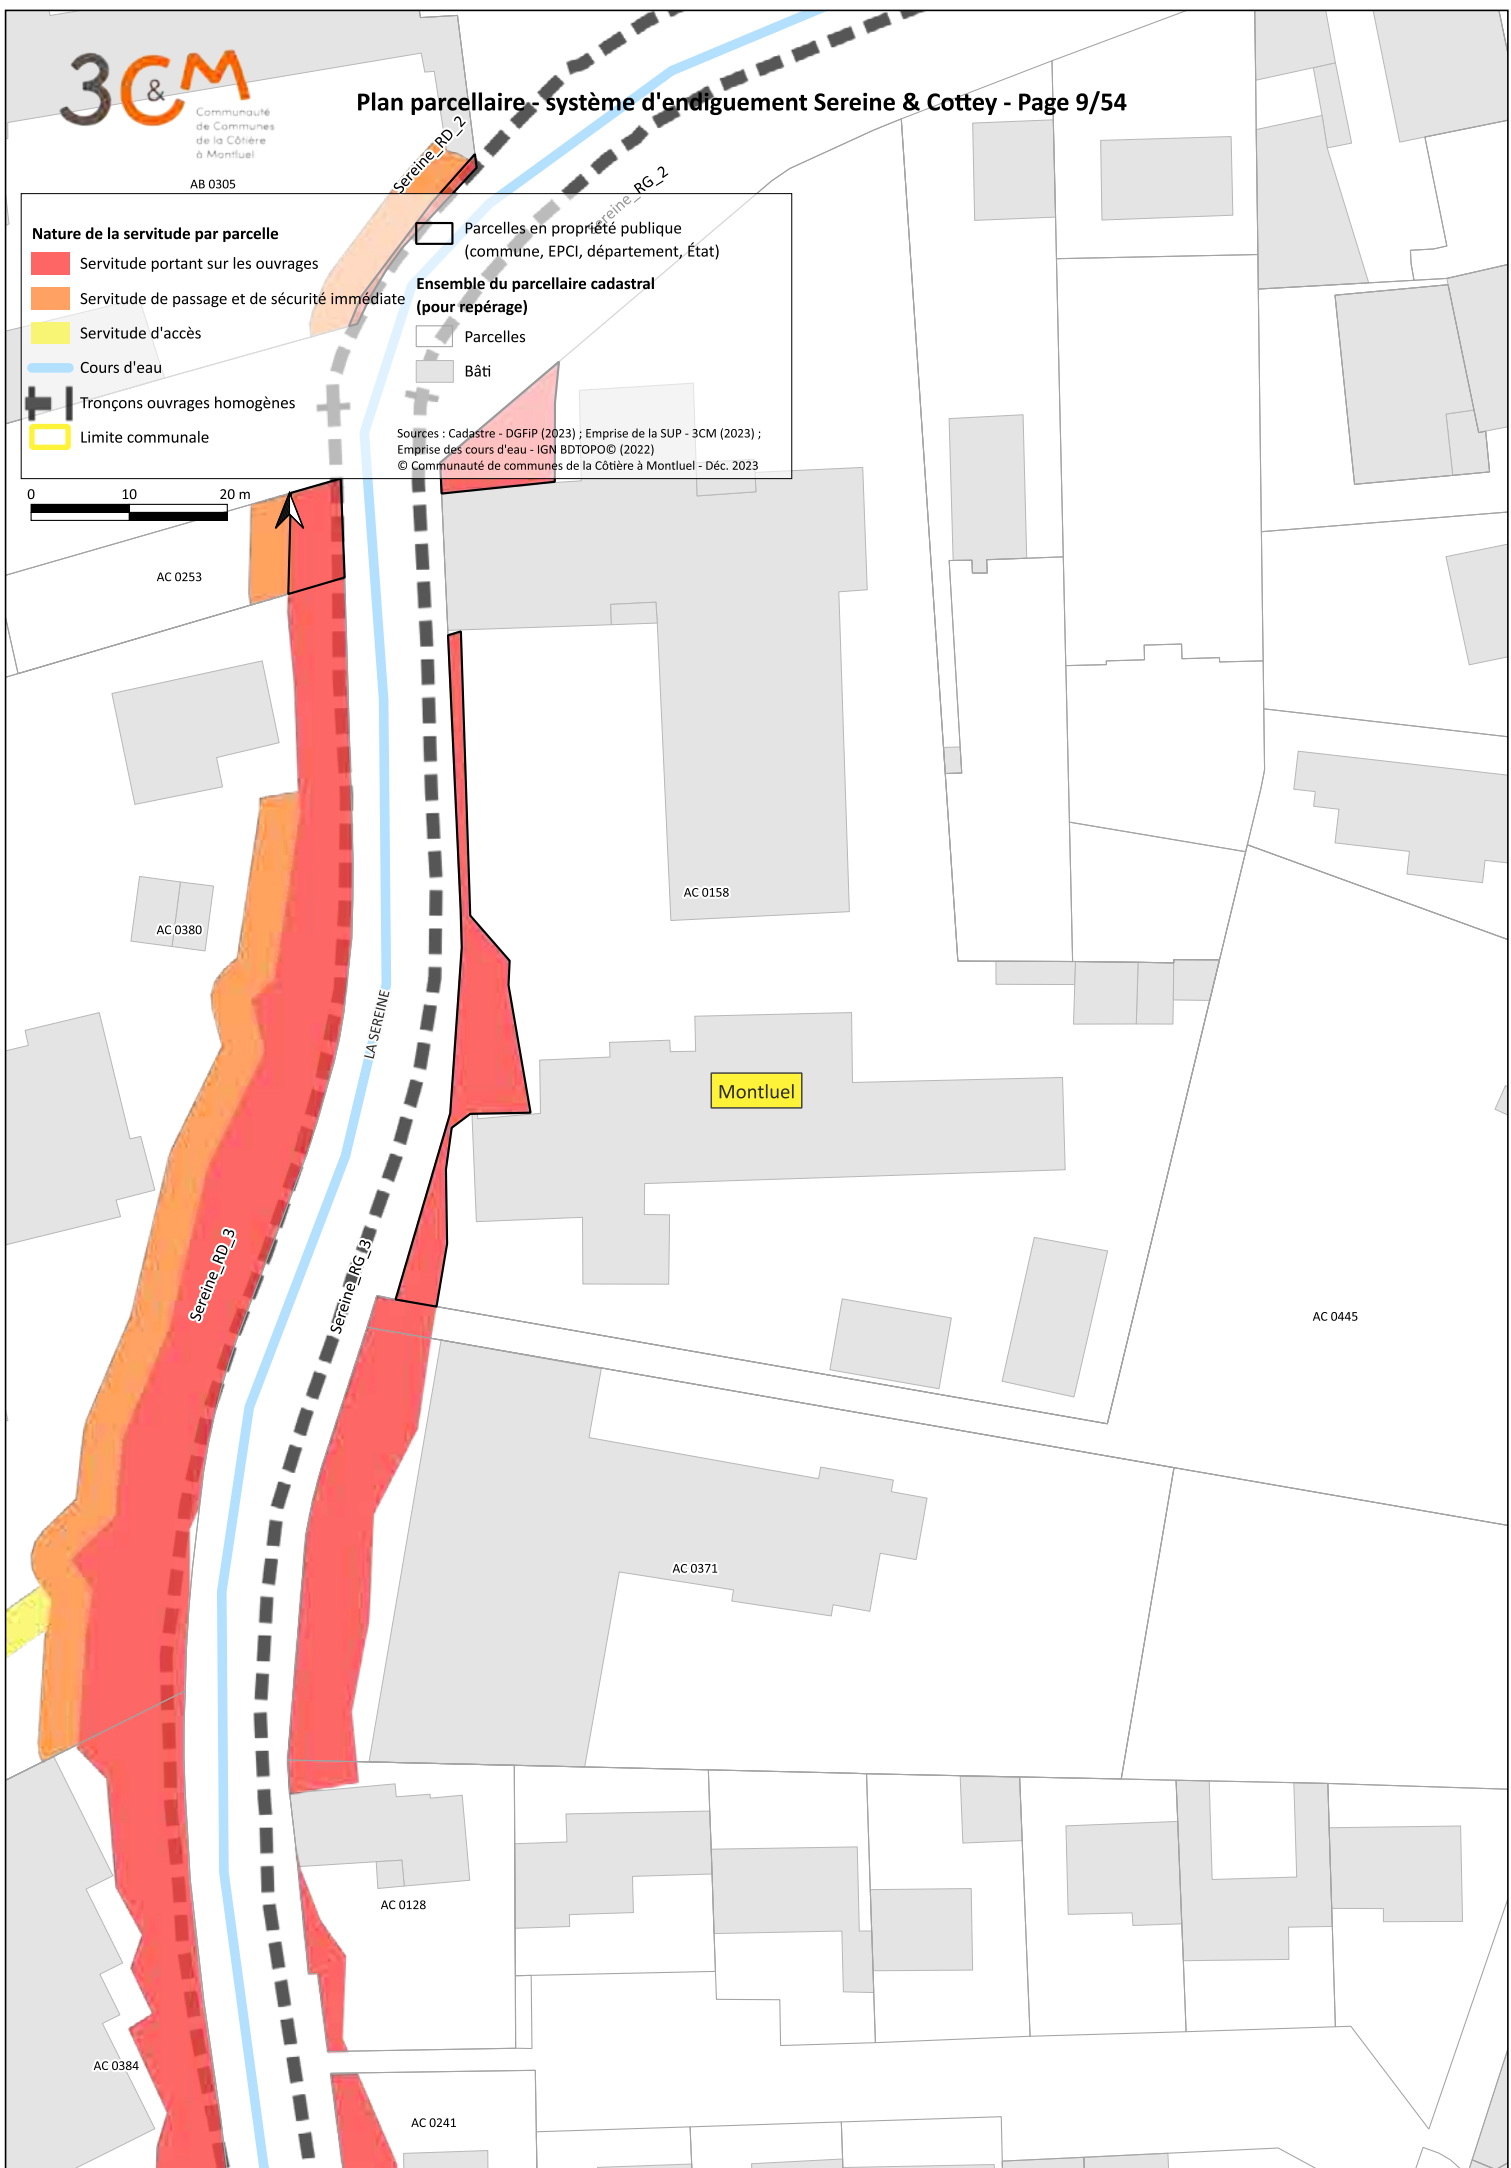 3C&M
Communauté
de Communes
de la Côtière
à Montluel
Plan parcellaire - système d'endiguement Sereine & Cottey - Page 9/54
Sereine_RD_2
Sereine_RG_2
AB 0305
Nature de la servitude par parcelle
Servitude portant sur les ouvrages
Servitude de passage et de sécurité immédiate
Servitude d'accès
Cours d'eau
Tronçons ouvrages homogènes
Limite communale
Parcelles en propriété publique
(commune, EPCI, département, État)
Ensemble du parcellaire cadastral
(pour repérage)
Parcelles
Bâti
Sources : Cadastre - DGFiP (2023) ; Emprise de la SUP - 3CM (2023) ;
Emprise des cours d'eau - IGN BDTOPO© (2022)
© Communauté de communes de la Côtière à Montluel - Déc. 2023
0 10 20 m
AC 0253
AC 0158
AC 0380
LA SEREINE
Montluel
Sereine_RD_3
Sereine_RG_3
AC 0445
AC 0371
AC 0128
AC 0384
AC 0241